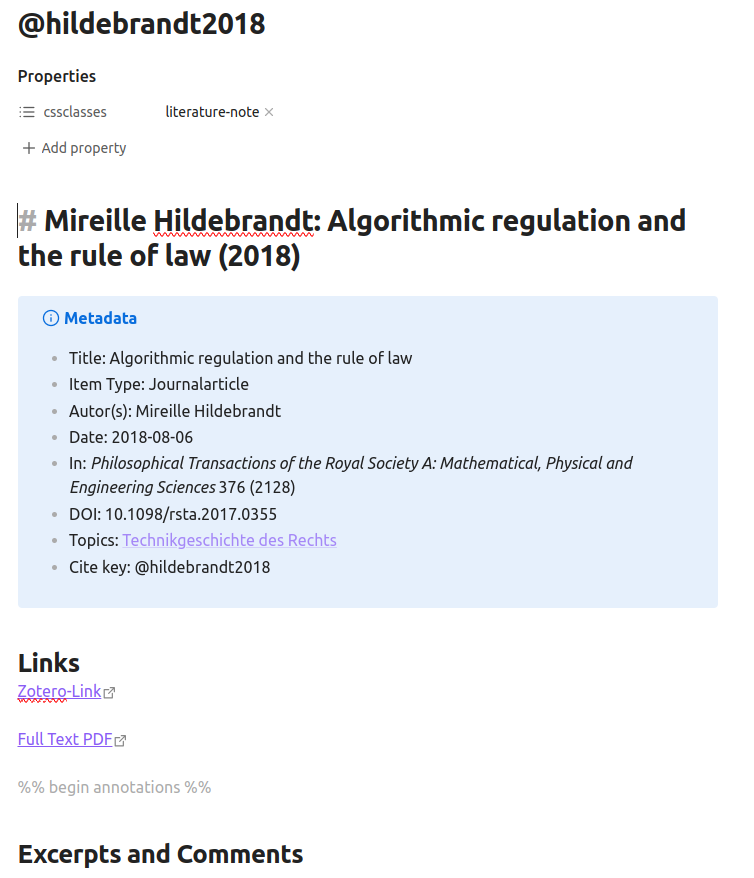 @hildebrandt2018
Properties
cssclasses literature-note ×
+ Add property
# Mireille Hildebrandt: Algorithmic regulation and
the rule of law (2018)
Metadata
• Title: Algorithmic regulation and the rule of law
• Item Type: Journalarticle
• Autor(s): Mireille Hildebrandt
• Date: 2018-08-06
• In: Philosophical Transactions of the Royal Society A: Mathematical, Physical and
Engineering Sciences 376 (2128)
• DOI: 10.1098/rsta.2017.0355
• Topics: Technikgeschichte des Rechts
• Cite key: @hildebrandt2018
Links
Zotero-Link
Full Text PDF
%% begin annotations %%
Excerpts and Comments